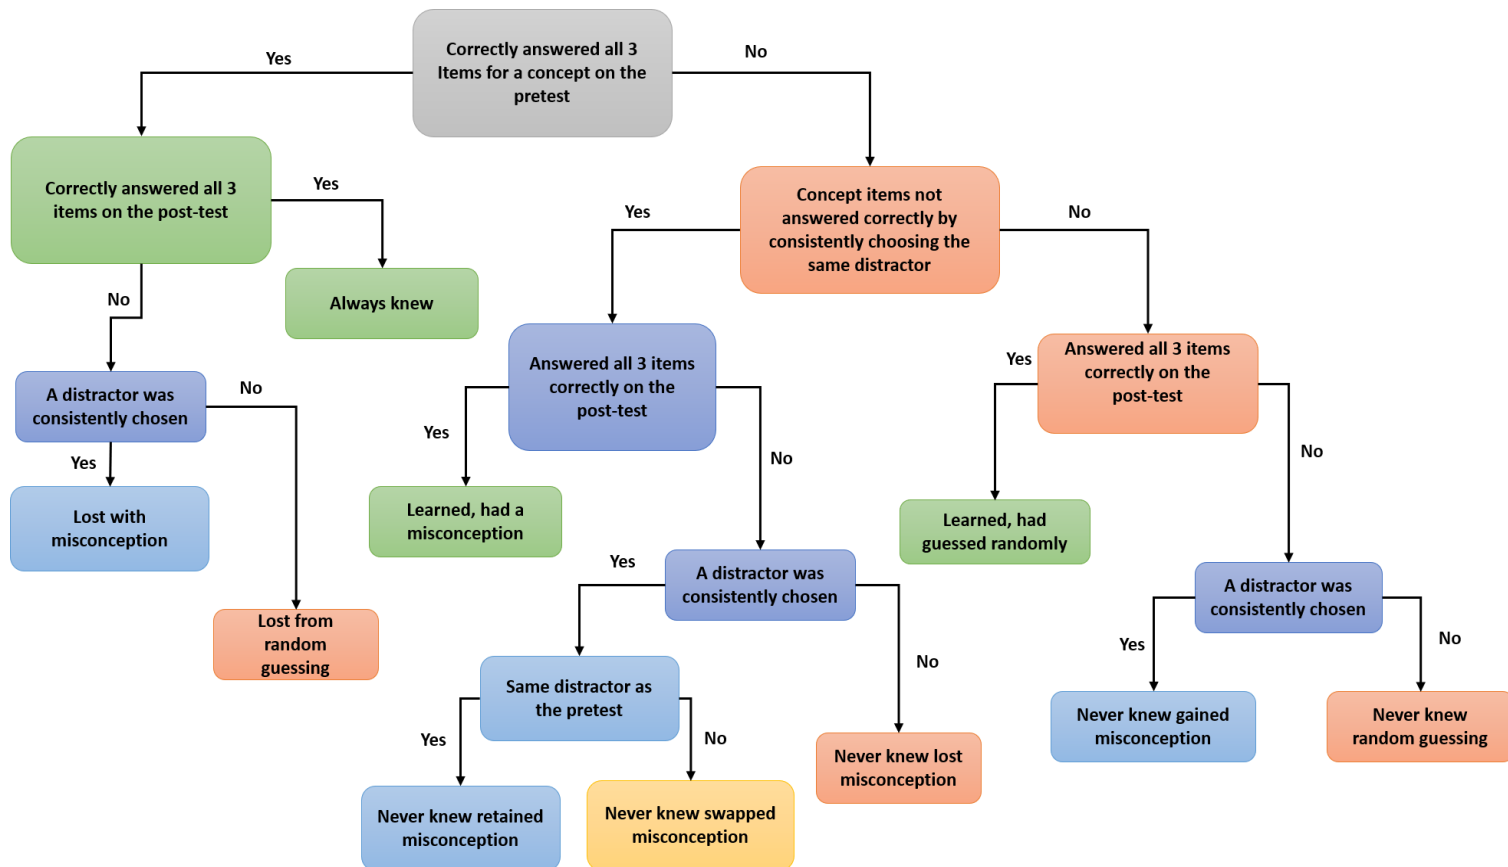 Correctly answered all 3
Items for a concept on the
pretest
Yes
No
Correctly answered all 3
items on the post-test
Yes
No
Always knew
A distractor was
consistently chosen
No
Yes
Lost with
misconception
Lost from
random
guessing
Concept items not
answered correctly by
consistently choosing the
same distractor
Yes
No
Answered all 3 items
correctly on the
post-test
Yes
No
Learned, had a
misconception
A distractor was
consistently chosen
Yes
No
Same distractor as
the pretest
Yes
No
Never knew retained
misconception
Never knew swapped
misconception
Never knew lost
misconception
Answered all 3 items
correctly on the
post-test
Yes
No
Learned, had
guessed randomly
A distractor was
consistently chosen
Yes
No
Never knew gained
misconception
Never knew
random guessing